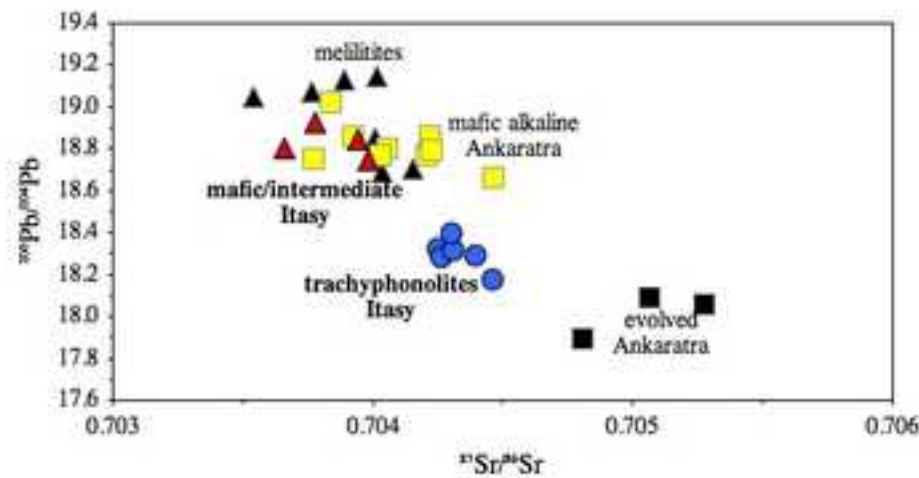 19.4
19.2
19.0
18.8
18.6
18.4
18.2
18.0
17.8
17.6
melilitites
mafic alkaline
Ankaratra
mafic/intermediate
Itasy
trachyphonolites
Itasy
evolved
Ankaratra
0.703
0.704
0.705
0.706
⁸⁷Sr/⁸⁶Sr